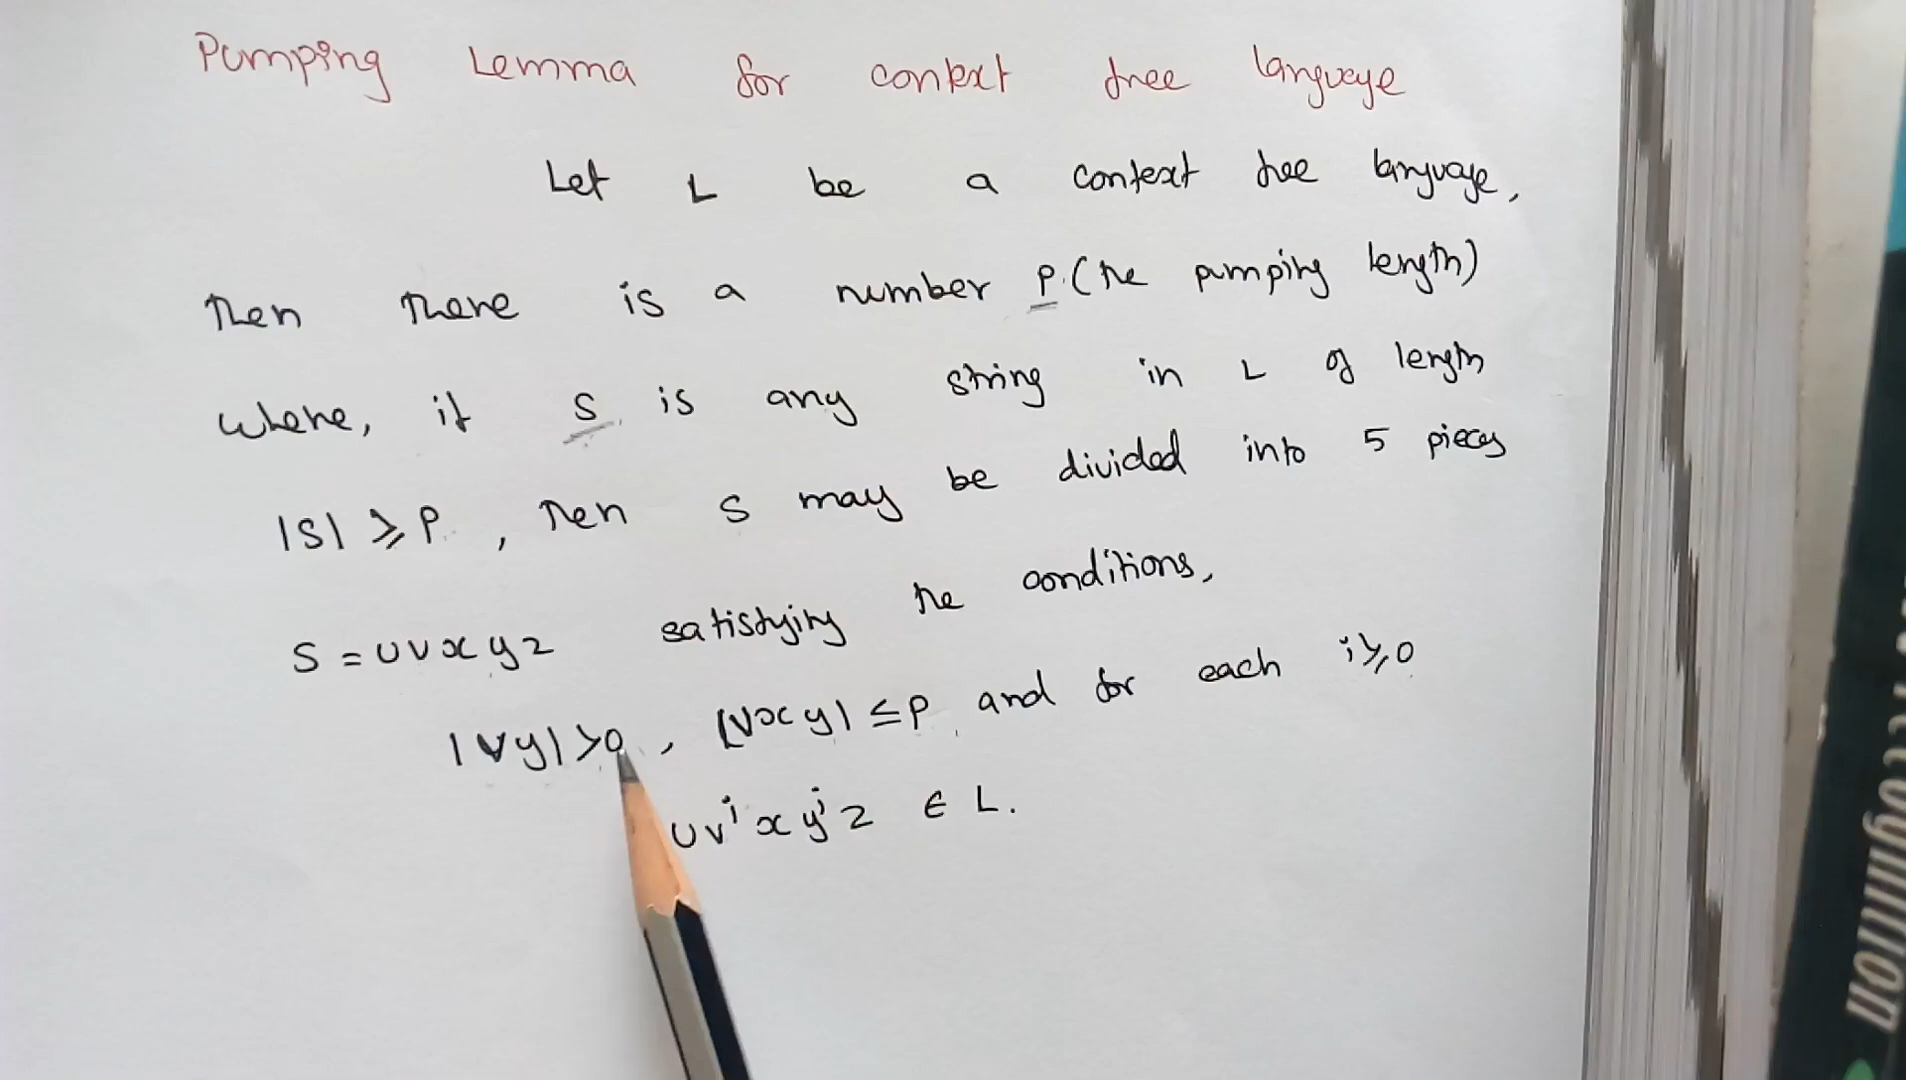 Pumping Lemma for context free language
Let L be a context free language,
Then there is a number P (the pumping length)
where, if S is any string in L of length
|S| ≥ P, then S may be divided into 5 pieces
S = uvxyz satisfying the conditions,
|vy| > 0, |vxy| ≤ P and for each i ≥ 0
uvⁱxyⁱz ∈ L.